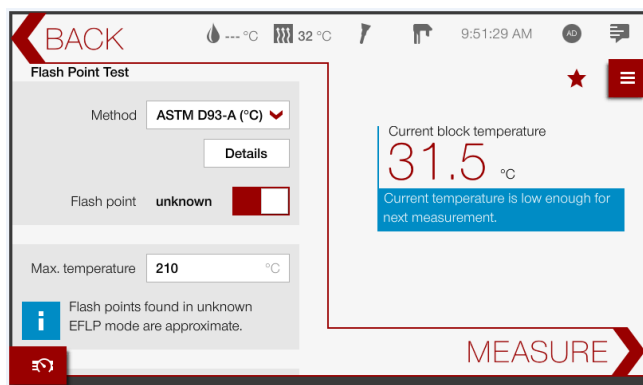 BACK
--- °C
32 °C
9:51:29 AM
AD
Flash Point Test
Method
ASTM D93-A (°C)
Details
Flash point
unknown
Max. temperature
210
°C
i
Flash points found in unknown
EFLP mode are approximate.
Current block temperature
31.5 °C
Current temperature is low enough for
next measurement.
MEASURE